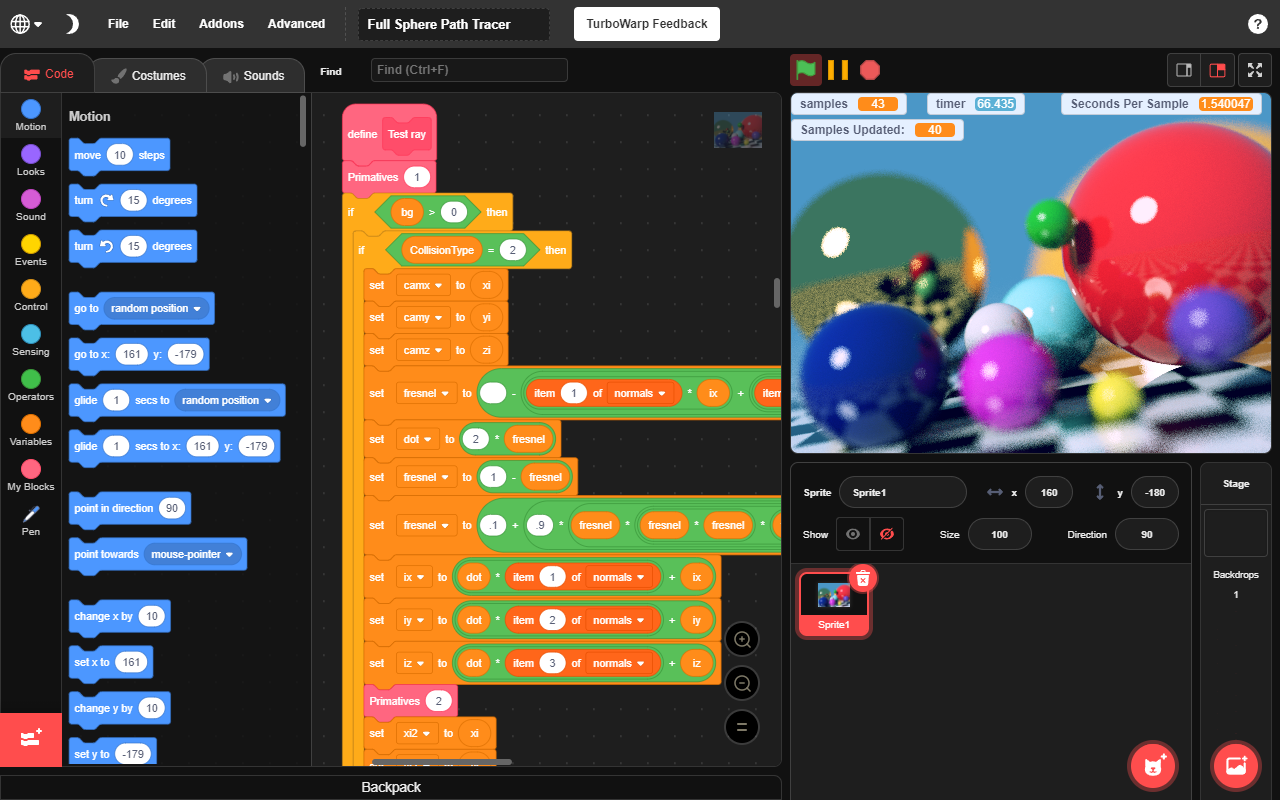 File Edit Addons Advanced Full Sphere Path Tracer TurboWarp Feedback ?
Code Costumes Sounds Find Find (Ctrl+F)
Motion
Looks
Sound
Events
Control
Sensing
Operators
Variables
My Blocks
Pen
Motion
move 10 steps
turn 15 degrees
turn 15 degrees
go to random position
go to x: 161 y: -179
glide 1 secs to random position
glide 1 secs to x: 161 y: -179
point in direction 90
point towards mouse-pointer
change x by 10
set x to 161
change y by 10
set y to -179
define Test ray
Primatives 1
if bg > 0 then
if CollisionType = 2 then
set camx to xi
set camy to yi
set camz to zi
set fresnel to - item 1 of normals * ix + item
set dot to 2 * fresnel
set fresnel to 1 - fresnel
set fresnel to .1 + .9 * fresnel * fresnel * fresnel *
set ix to dot * item 1 of normals + ix
set iy to dot * item 2 of normals + iy
set iz to dot * item 3 of normals + iz
Primatives 2
set xi2 to xi
=
Backpack
samples 43 timer 66.435 Seconds Per Sample 1.540047
Samples Updated: 40
Sprite Sprite1 x 160 y -180
Show Size 100 Direction 90
Sprite1
Stage
Backdrops
1